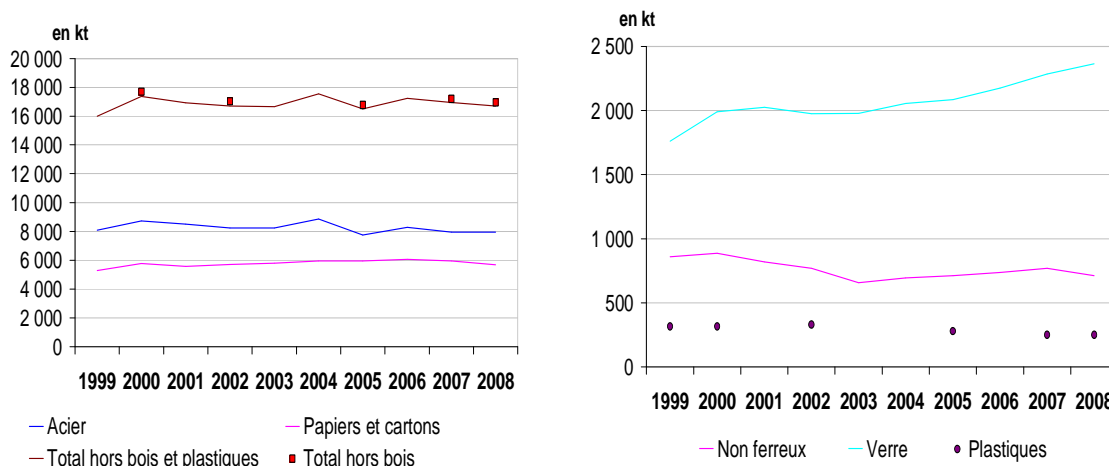 en kt
20 000
18 000
16 000
14 000
12 000
10 000
8 000
6 000
4 000
2 000
0
1999 2000 2001 2002 2003 2004 2005 2006 2007 2008
Acier
Papiers et cartons
Total hors bois et plastiques
Total hors bois
en kt
2 500
2 000
1 500
1 000
500
0
1999 2000 2001 2002 2003 2004 2005 2006 2007 2008
Non ferreux
Verre
Plastiques